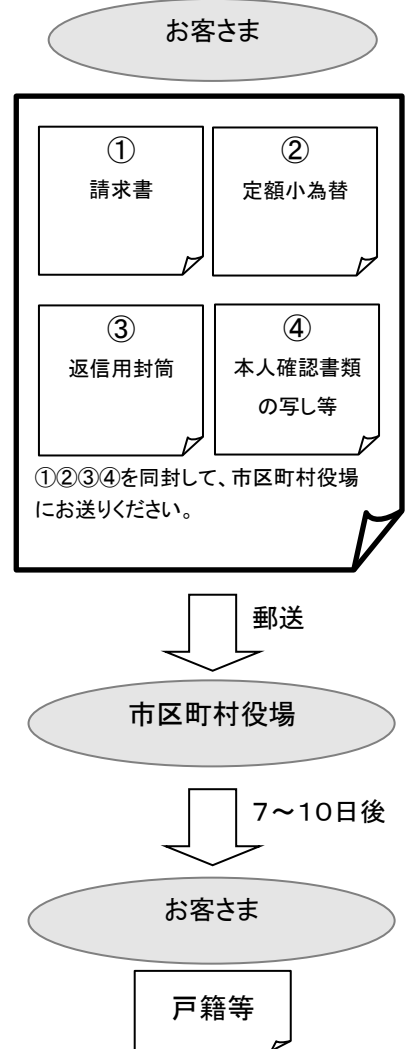 お客さま
①
請求書
②
定額小為替
③
返信用封筒
④
本人確認書類
の写し等
①②③④を同封して、市区町村役場
にお送りください。
郵送
市区町村役場
7～10日後
お客さま
戸籍等